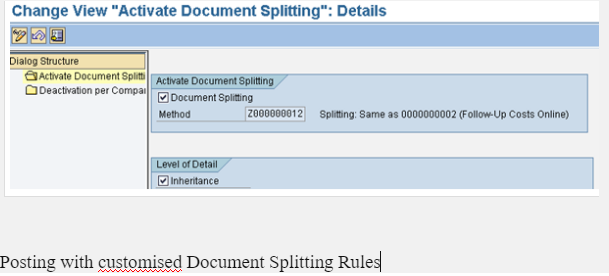 Change View "Activate Document Splitting": Details
Dialog Structure
Activate Document Splitti
Deactivation per Compai
Activate Document Splitting
Document Splitting
Method Z000000012 Splitting: Same as 0000000002 (Follow-Up Costs Online)
Level of Detail
Inheritance
Posting with customised Document Splitting Rules